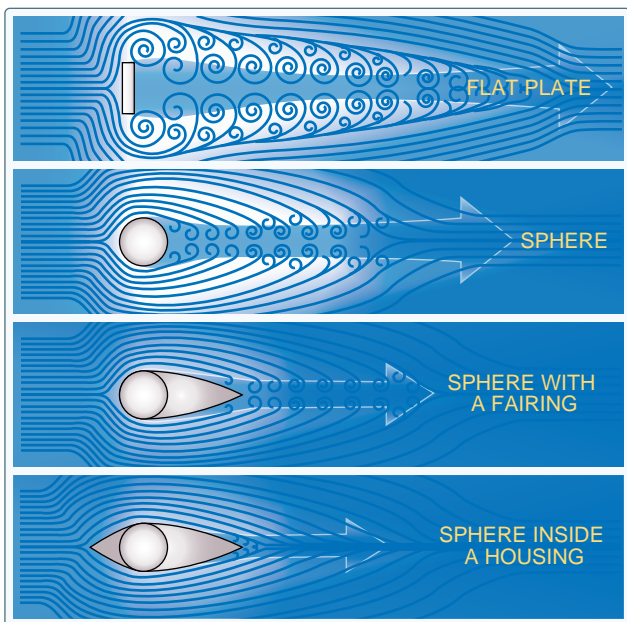 FLAT PLATE
SPHERE
SPHERE WITH
A FAIRING
SPHERE INSIDE
A HOUSING